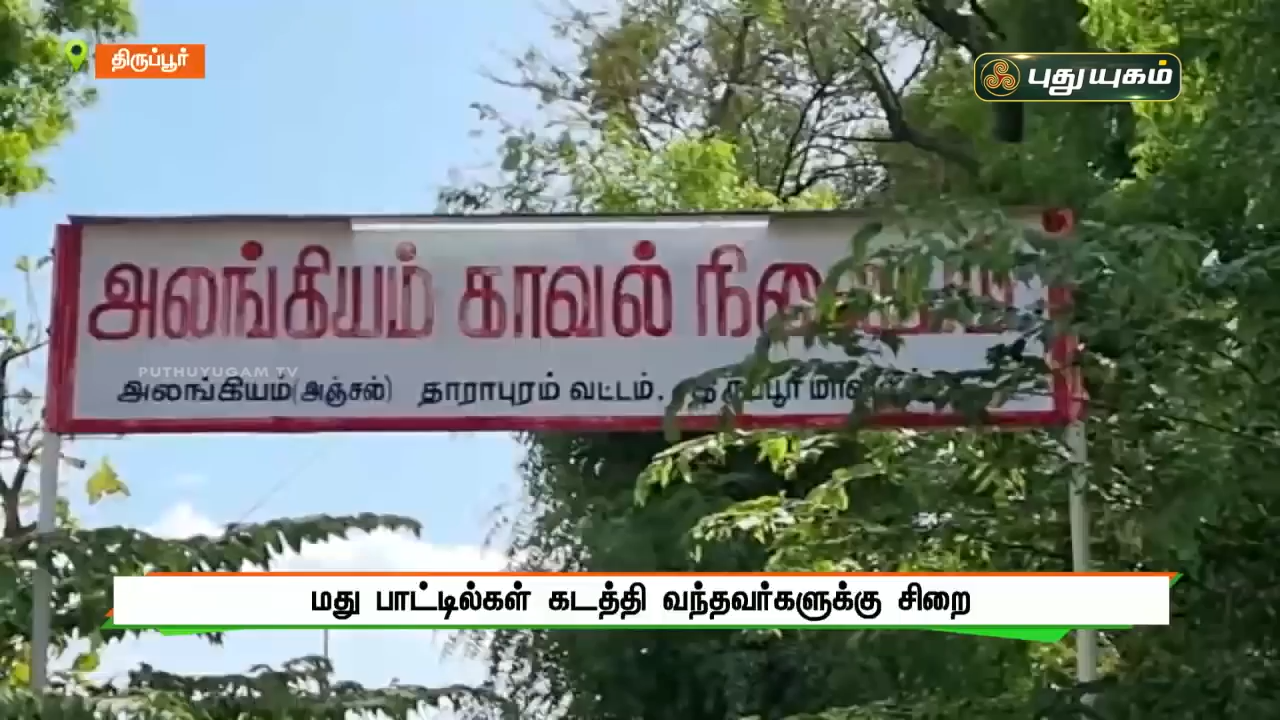 திருப்பூர்
புதுயுகம்
அலங்கியம் காவல் நிலையம்
PUTHUYUGAM TV
அலங்கியம்(அஞ்சல்) தாராபுரம் வட்டம்.
மது பாட்டில்கள் கடத்தி வந்தவர்களுக்கு சிறை